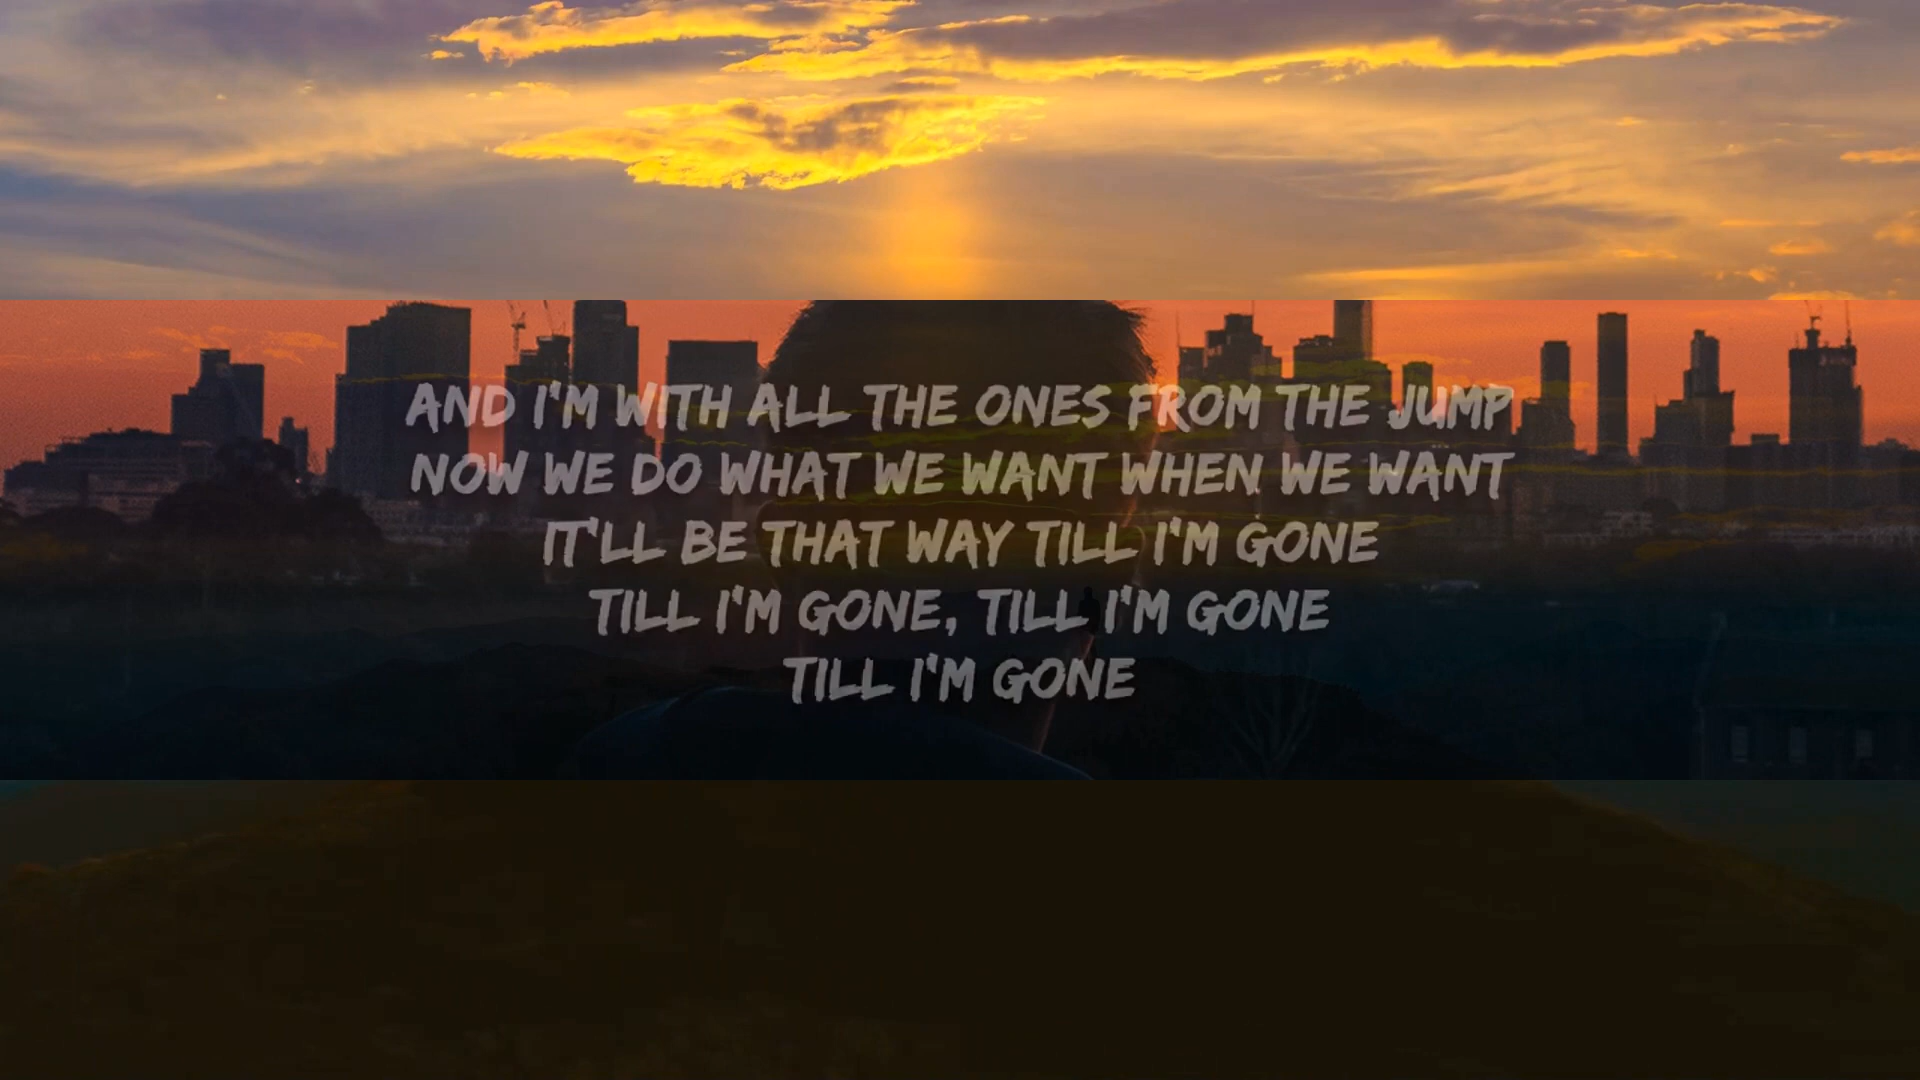 AND I'M WITH ALL THE ONES FROM THE JUMP
NOW WE DO WHAT WE WANT WHEN WE WANT
IT'LL BE THAT WAY TILL I'M GONE
TILL I'M GONE, TILL I'M GONE
TILL I'M GONE